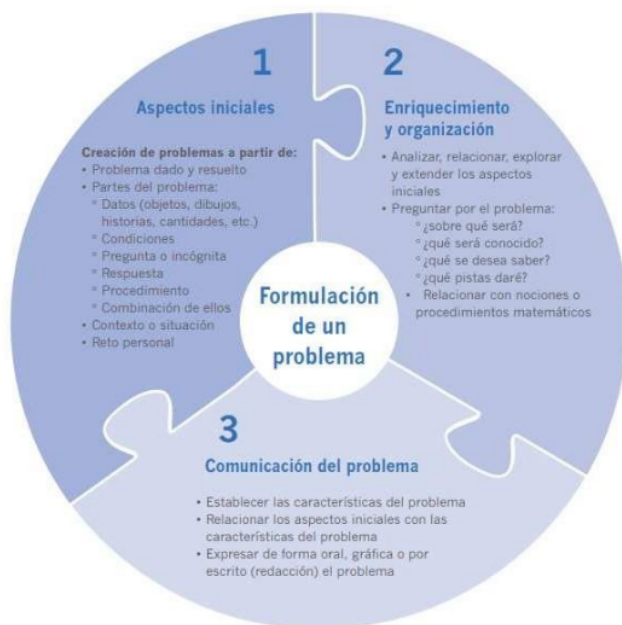 1
Aspectos iniciales
Creación de problemas a partir de:
• Problema dado y resuelto
• Partes del problema:
° Datos (objetos, dibujos,
historias, cantidades, etc.)
° Condiciones
° Pregunta o incógnita
° Respuesta
° Procedimiento
° Combinación de ellos
• Contexto o situación
• Reto personal
2
Enriquecimiento
y organización
• Analizar, relacionar, explorar
y extender los aspectos
iniciales
• Preguntar por el problema:
° ¿sobre qué será?
° ¿qué será conocido?
° ¿qué se desea saber?
° ¿qué pistas daré?
• Relacionar con nociones o
procedimientos matemáticos
Formulación
de un
problema
3
Comunicación del problema
• Establecer las características del problema
• Relacionar los aspectos iniciales con las
características del problema
• Expresar de forma oral, gráfica o por
escrito (redacción) el problema